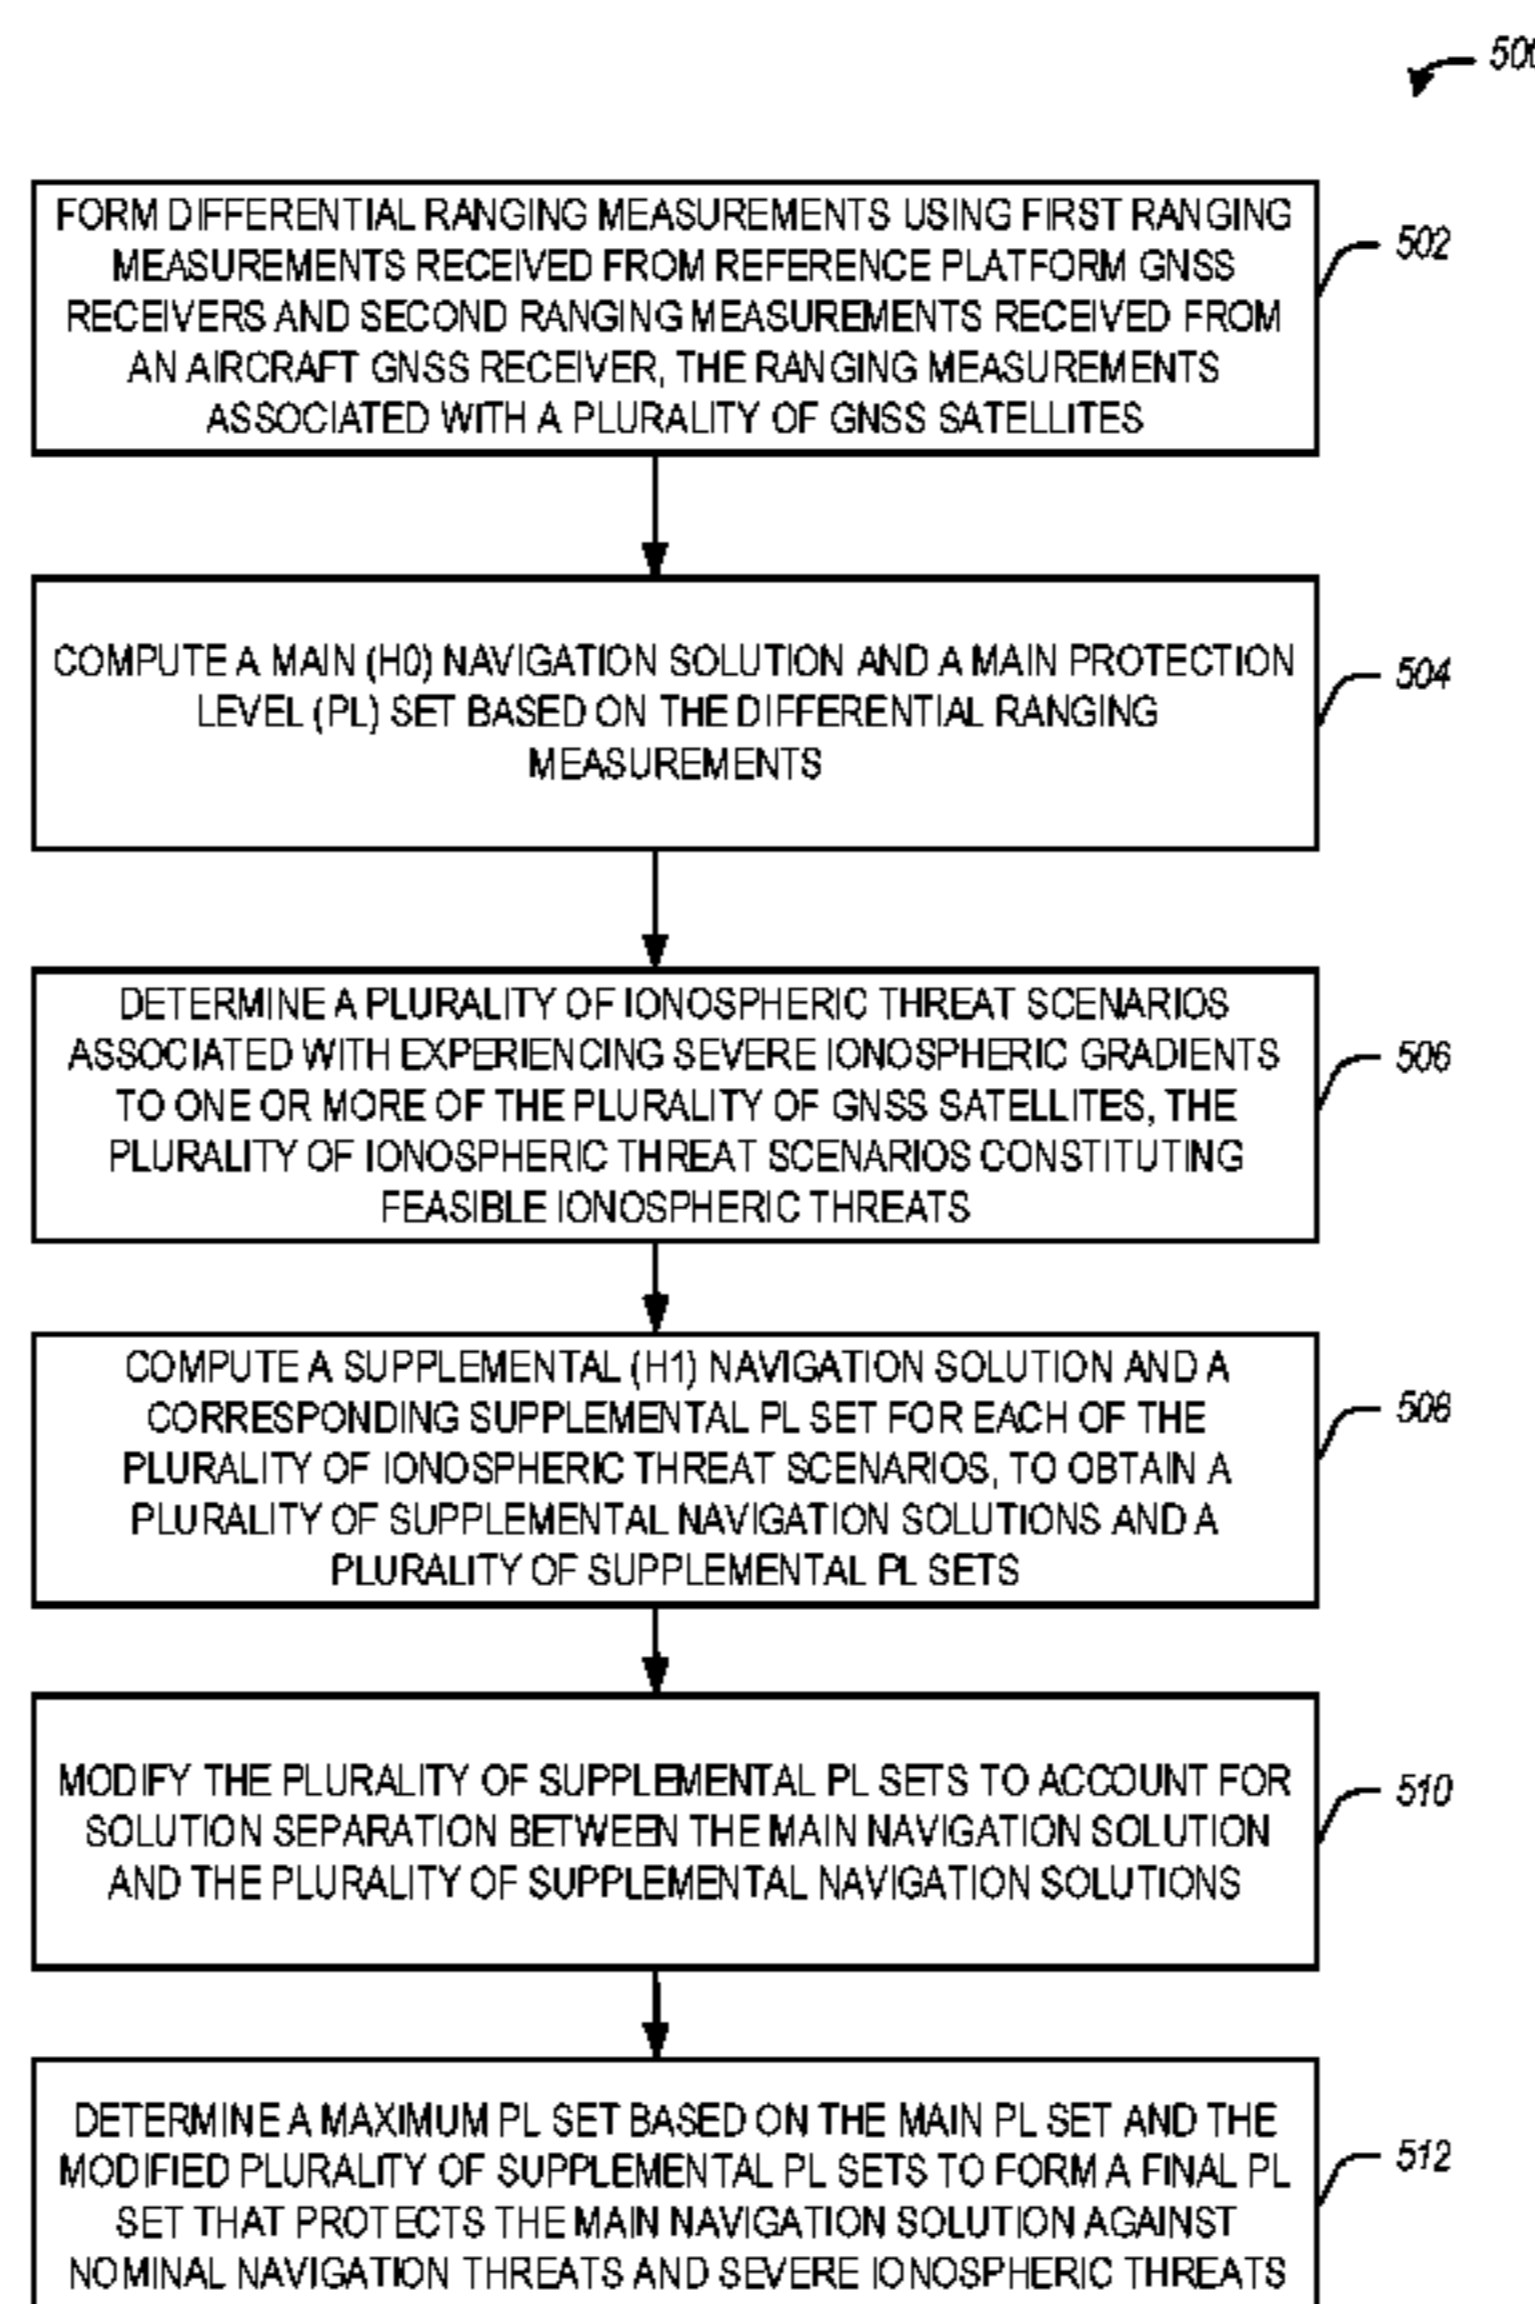 500
FORM DIFFERENTIAL RANGING MEASUREMENTS USING FIRST RANGING
MEASUREMENTS RECEIVED FROM REFERENCE PLATFORM GNSS
RECEIVERS AND SECOND RANGING MEASUREMENTS RECEIVED FROM
AN AIRCRAFT GNSS RECEIVER, THE RANGING MEASUREMENTS
ASSOCIATED WITH A PLURALITY OF GNSS SATELLITES
502
COMPUTE A MAIN (H0) NAVIGATION SOLUTION AND A MAIN PROTECTION
LEVEL (PL) SET BASED ON THE DIFFERENTIAL RANGING
MEASUREMENTS
504
DETERMINE A PLURALITY OF IONOSPHERIC THREAT SCENARIOS
ASSOCIATED WITH EXPERIENCING SEVERE IONOSPHERIC GRADIENTS
TO ONE OR MORE OF THE PLURALITY OF GNSS SATELLITES, THE
PLURALITY OF IONOSPHERIC THREAT SCENARIOS CONSTITUTING
FEASIBLE IONOSPHERIC THREATS
506
COMPUTE A SUPPLEMENTAL (H1) NAVIGATION SOLUTION AND A
CORRESPONDING SUPPLEMENTAL PL SET FOR EACH OF THE
PLURALITY OF IONOSPHERIC THREAT SCENARIOS, TO OBTAIN A
PLURALITY OF SUPPLEMENTAL NAVIGATION SOLUTIONS AND A
PLURALITY OF SUPPLEMENTAL PL SETS
508
MODIFY THE PLURALITY OF SUPPLEMENTAL PL SETS TO ACCOUNT FOR
SOLUTION SEPARATION BETWEEN THE MAIN NAVIGATION SOLUTION
AND THE PLURALITY OF SUPPLEMENTAL NAVIGATION SOLUTIONS
510
DETERMINE A MAXIMUM PL SET BASED ON THE MAIN PL SET AND THE
MODIFIED PLURALITY OF SUPPLEMENTAL PL SETS TO FORM A FINAL PL
SET THAT PROTECTS THE MAIN NAVIGATION SOLUTION AGAINST
NOMINAL NAVIGATION THREATS AND SEVERE IONOSPHERIC THREATS
512